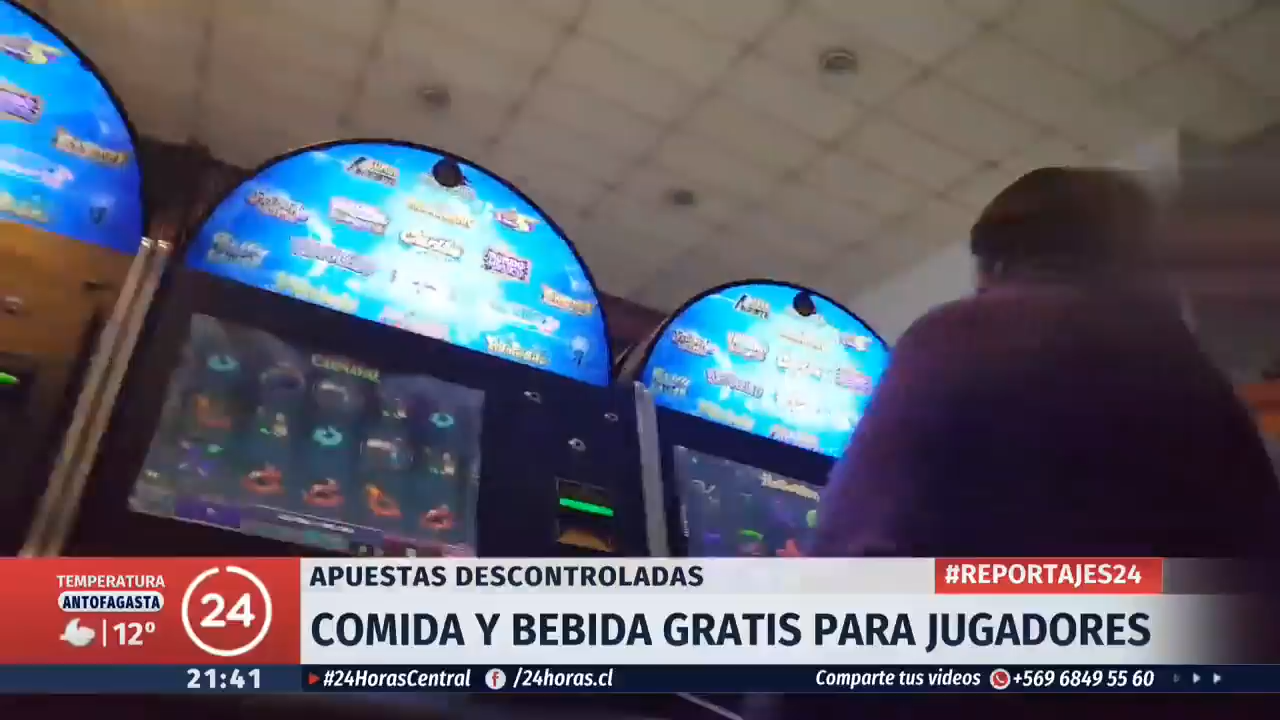 CARNAVAL
APUESTAS DESCONTROLADAS
#REPORTAJES24
COMIDA Y BEBIDA GRATIS PARA JUGADORES
TEMPERATURA
ANTOFAGASTA
12º
24
21:41
#24HorasCentral
/24horas.cl
Comparte tus videos
+569 6849 55 60